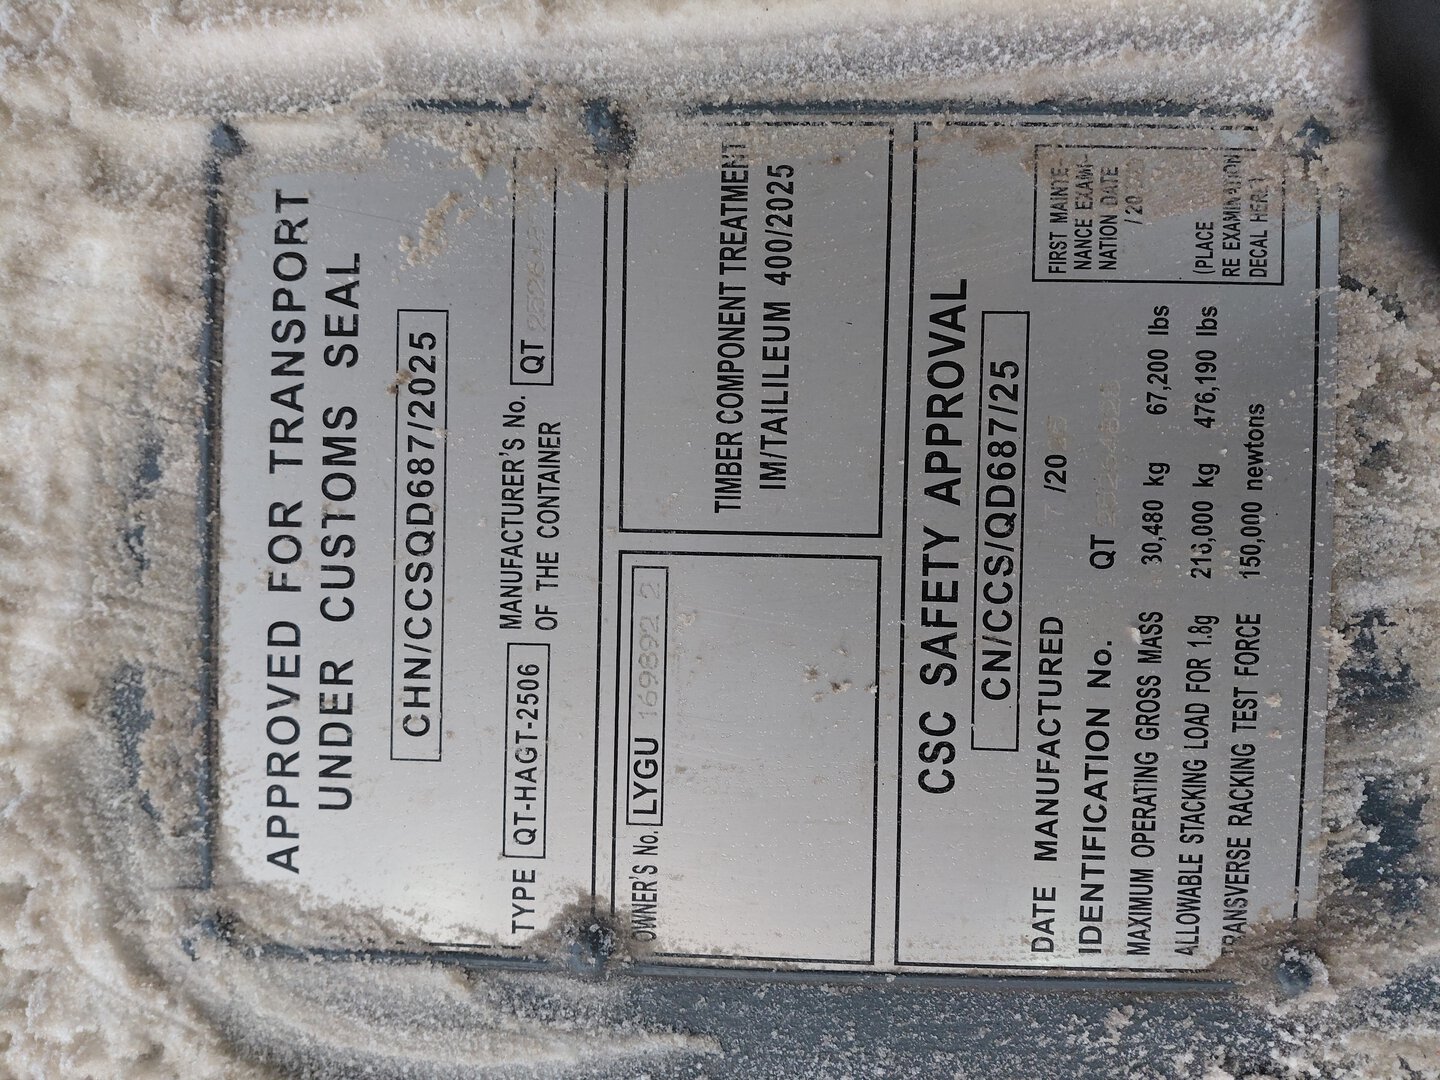 APPROVED FOR TRANSPORT
UNDER CUSTOMS SEAL
CHN/CCSQD687/2025
TYPE QT-HAGT-2506 MANUFACTURER'S No. QT
OF THE CONTAINER
OWNER'S No. LYGU 169892 2
TIMBER COMPONENT TREATMENT
IM/TAILILEUM 400/2025
CSC SAFETY APPROVAL
CN/CCS/QD687/25
DATE MANUFACTURED 7 /2025
IDENTIFICATION No. QT
MAXIMUM OPERATING GROSS MASS 30,480 kg 67,200 lbs
ALLOWABLE STACKING LOAD FOR 1.8g 216,000 kg 476,190 lbs
TRANSVERSE RACKING TEST FORCE 150,000 newtons
FIRST MAINTE-
NANCE EXAMI-
NATION DATE
/20
(PLACE
RE EXAMINATION
DECAL HERE)